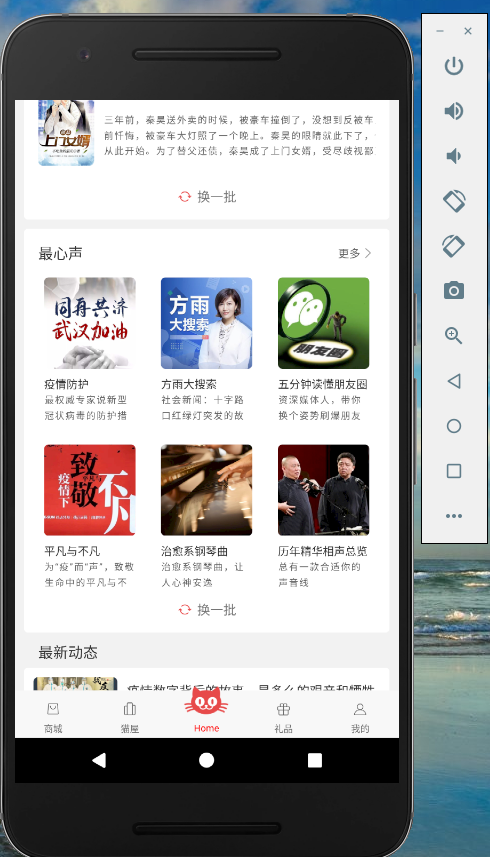 上门女婿
三年前，秦昊送外卖的时候，被豪车撞倒了，没想到反被车
前忏悔，被豪车大灯照了一个晚上。秦昊的眼睛就此下了，
从此开始。为了替父还债，秦昊成了上门女婿，受尽歧视鄙
换一批
最心声
更多
同舟共济
武汉加油
方雨
大搜索
朋友圈
疫情防护
最权威专家说新型
冠状病毒的防护措
方雨大搜索
社会新闻：十字路
口红绿灯突发的故
五分钟读懂朋友圈
资深媒体人，带你
换个姿势刷爆朋友
疫情下
致敬
不凡
平凡与不凡
为“疫”而“声”，致敬
生命中的平凡与不
治愈系钢琴曲
治愈系钢琴曲，让
人心神安逸
历年精华相声总览
总有一款合适你的
声音线
换一批
最新动态
疫情数字背后的故事，是多么的艰辛和牺牲
商城
猫屋
Home
礼品
我的